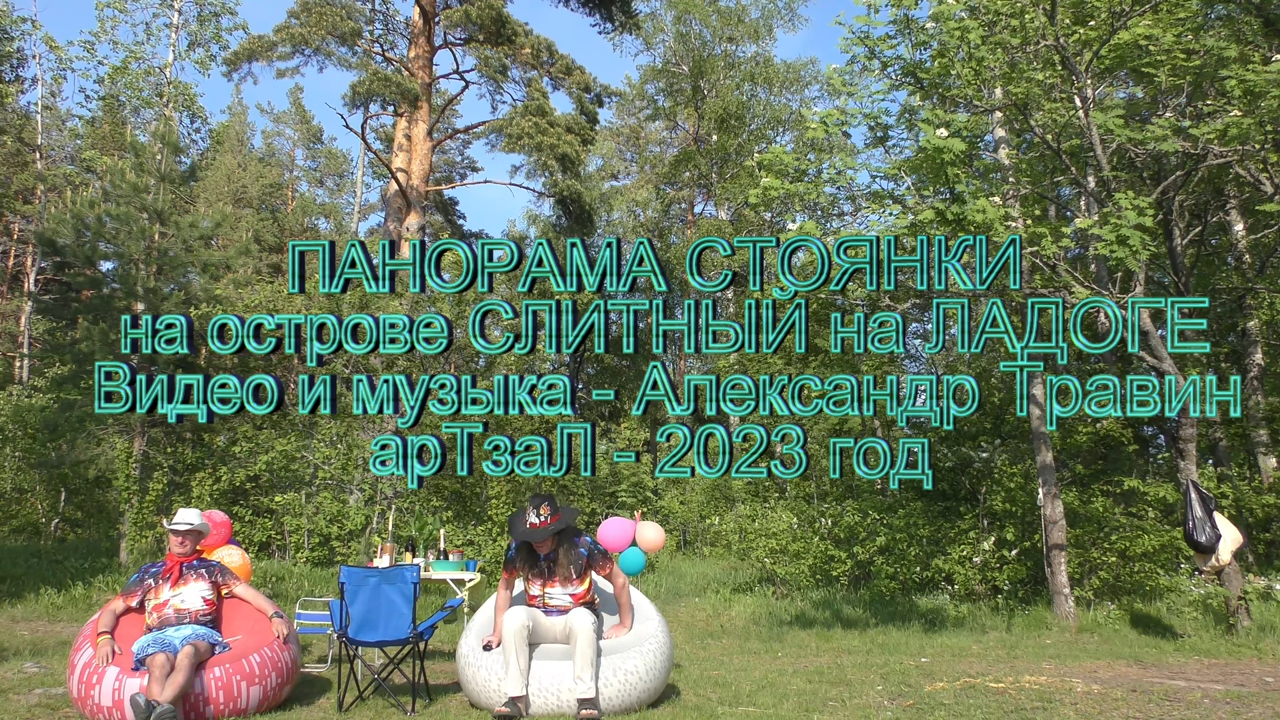 ПАНОРАМА СТОЯНКИ
на острове СЛИТНЫЙ на ЛАДОГЕ
Видео и музыка - Александр Травин
арТзаЛ - 2023 год